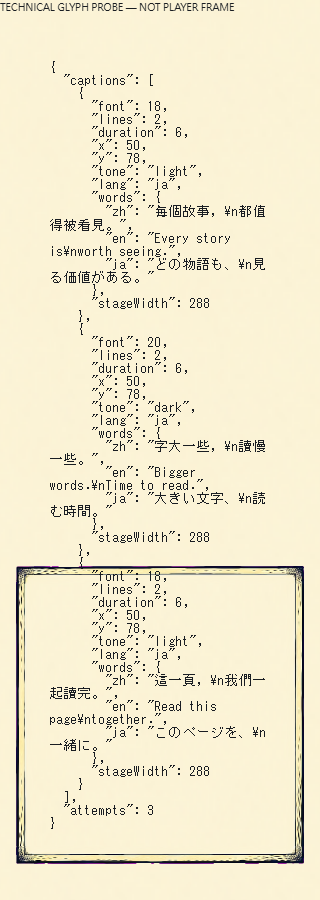 TECHNICAL GLYPH PROBE — NOT PLAYER FRAME
{
"captions": [
{
"font": 18,
"lines": 2,
"duration": 6,
"x": 50,
"y": 78,
"tone": "light",
"lang": "ja",
"words": {
"zh": "每個故事，¥n都值
得被看見。",
"en": "Every story
is¥nworth seeing.",
"ja": "どの物語も、¥n見
る価値がある。"
},
"stageWidth": 288
},
{
"font": 20,
"lines": 2,
"duration": 6,
"x": 50,
"y": 78,
"tone": "dark",
"lang": "ja",
"words": {
"zh": "字大一些，¥n讀慢
一些。",
"en": "Bigger
words.¥nTime to read.",
"ja": "大きい文字、¥n読
む時間。"
},
"stageWidth": 288
},
{
"font": 18,
"lines": 2,
"duration": 6,
"x": 50,
"y": 78,
"tone": "light",
"lang": "ja",
"words": {
"zh": "這一頁，¥n我們一
起讀完。",
"en": "Read this
page¥ntogether.",
"ja": "このページを、¥n
一緒に。"
},
"stageWidth": 288
}
],
"attempts": 3
}